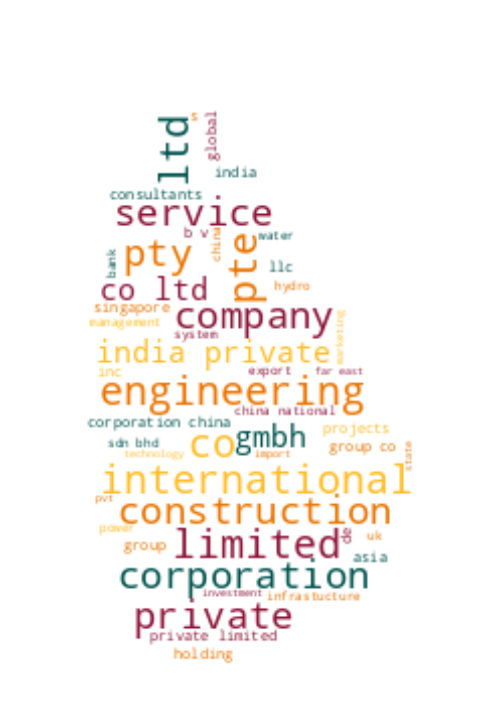 ltd
s
global
india
consultants
service
b v
china
water
pty
pte
bank
llc
co ltd
hydro
singapore
company
management
system
marketing
india private
inc
export
far east
engineering
china national
corporation china
projects
co
gmbh
sdn bhd
group co
technology
import
state
international
pvt
construction
power
limited
de
uk
group
asia
corporation
investment
infrastucture
private
private limited
holding